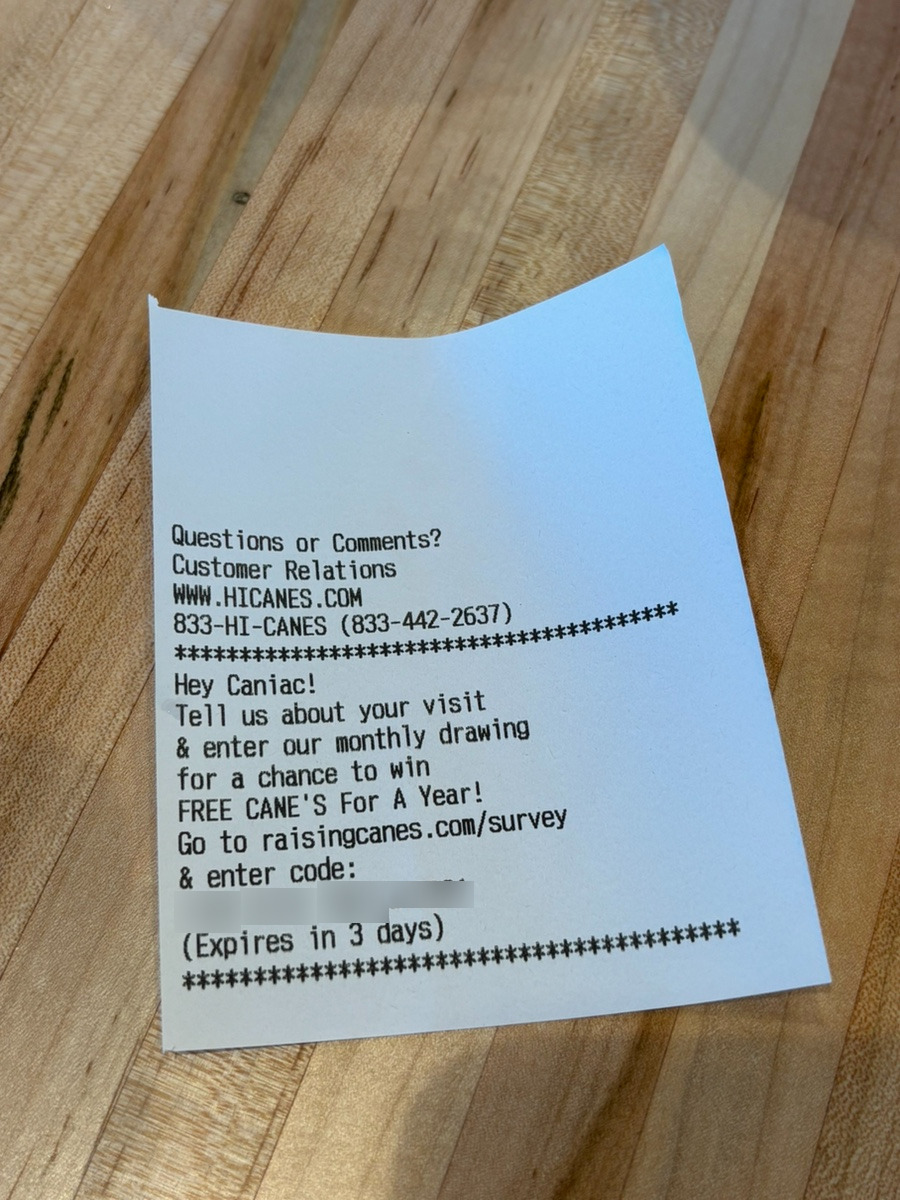 Questions or Comments?
Customer Relations
WWW.HICANES.COM
833-HI-CANES (833-442-2637)
****************************************
Hey Caniac!
Tell us about your visit
& enter our monthly drawing
for a chance to win
FREE CANE'S For A Year!
Go to raisingcanes.com/survey
& enter code:
(Expires in 3 days)
****************************************